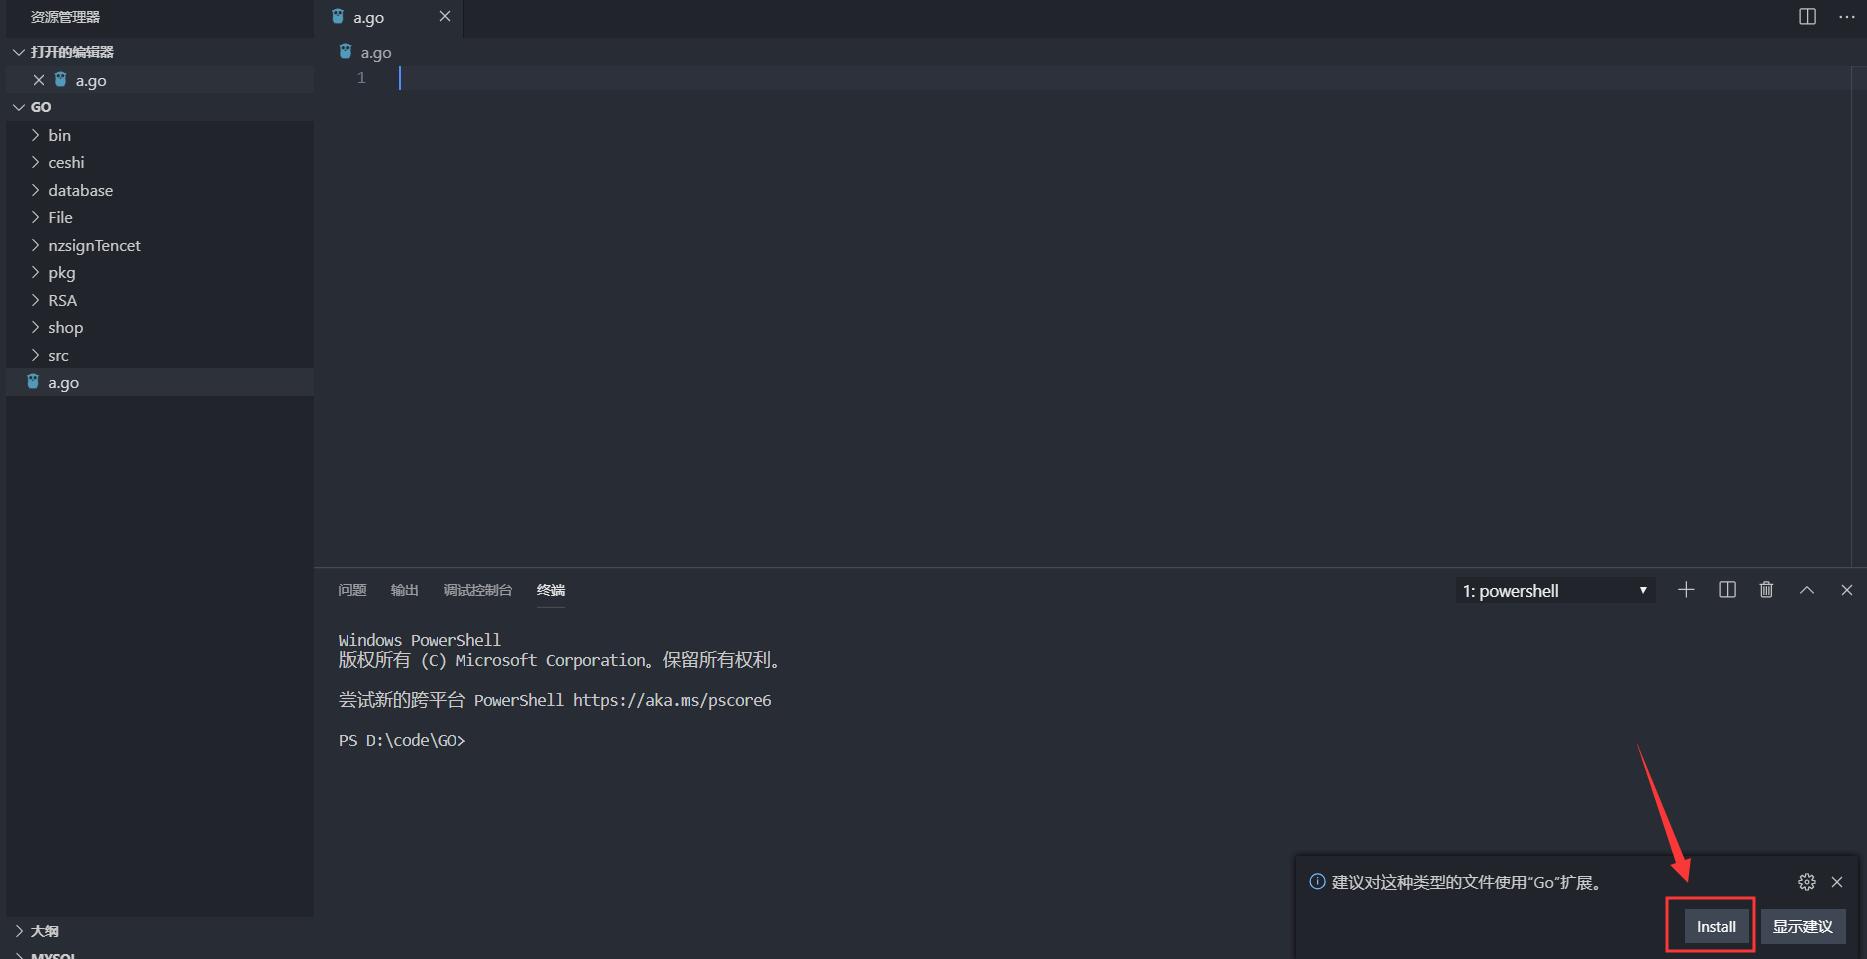 资源管理器
打开的编辑器
a.go
GO
bin
ceshi
database
File
nzsignTencet
pkg
RSA
shop
src
a.go
大纲
MYSQL
a.go
a.go
1
问题 输出 调试控制台 终端
1: powershell
Windows PowerShell
版权所有 (C) Microsoft Corporation。保留所有权利。
尝试新的跨平台 PowerShell https://aka.ms/pscore6
PS D:\code\GO>
建议对这种类型的文件使用“Go”扩展。
Install 显示建议